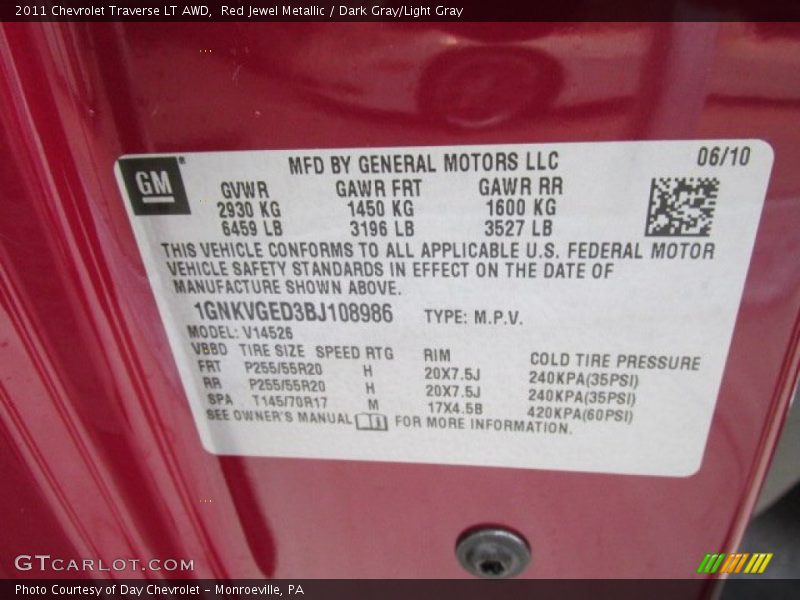 2011 Chevrolet Traverse LT AWD, Red Jewel Metallic / Dark Gray/Light Gray
GM
MFD BY GENERAL MOTORS LLC 06/10
GVWR GAWR FRT GAWR RR
2930 KG 1450 KG 1600 KG
6459 LB 3196 LB 3527 LB
THIS VEHICLE CONFORMS TO ALL APPLICABLE U.S. FEDERAL MOTOR
VEHICLE SAFETY STANDARDS IN EFFECT ON THE DATE OF
MANUFACTURE SHOWN ABOVE.
1GNKVGED3BJ108986 TYPE: M.P.V.
MODEL: V14526
VBBD TIRE SIZE SPEED RTG RIM COLD TIRE PRESSURE
FRT P255/55R20 H 20X7.5J 240KPA(35PSI)
RR P255/55R20 H 20X7.5J 240KPA(35PSI)
SPA T145/70R17 M 17X4.5B 420KPA(60PSI)
SEE OWNER'S MANUAL FOR MORE INFORMATION.
GTCARLOT.COM
Photo Courtesy of Day Chevrolet - Monroeville, PA